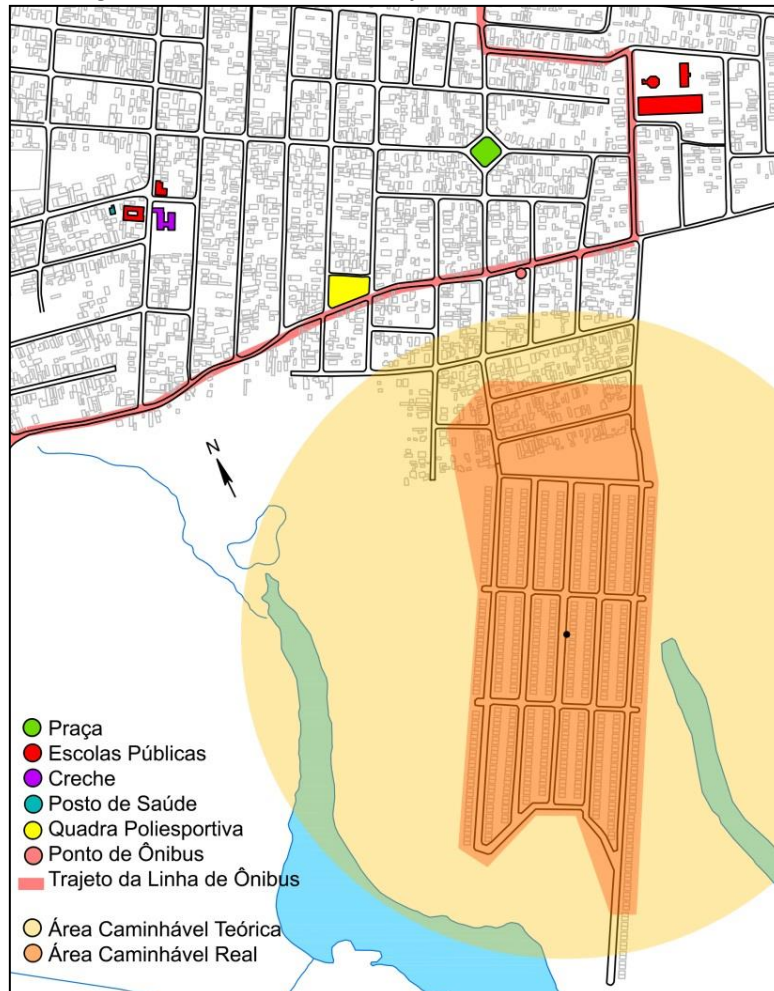 N
Praça
Escolas Públicas
Creche
Posto de Saúde
Quadra Poliesportiva
Ponto de Ônibus
Trajeto da Linha de Ônibus
Área Caminhável Teórica
Área Caminhável Real